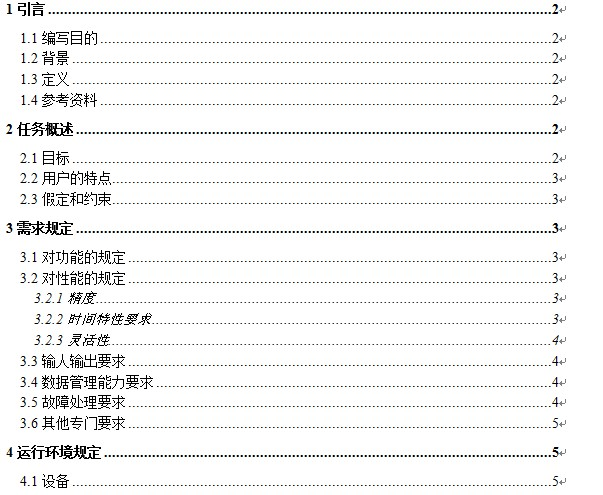 1 引言........2
1.1 编写目的........2
1.2 背景........2
1.3 定义........2
1.4 参考资料........2
2 任务概述........2
2.1 目标........2
2.2 用户的特点........3
2.3 假定和约束........3
3 需求规定........3
3.1 对功能的规定........3
3.2 对性能的规定........3
3.2.1 精度........3
3.2.2 时间特性要求........3
3.2.3 灵活性........4
3.3 输人输出要求........4
3.4 数据管理能力要求........4
3.5 故障处理要求........4
3.6 其他专门要求........5
4 运行环境规定........5
4.1 设备........5